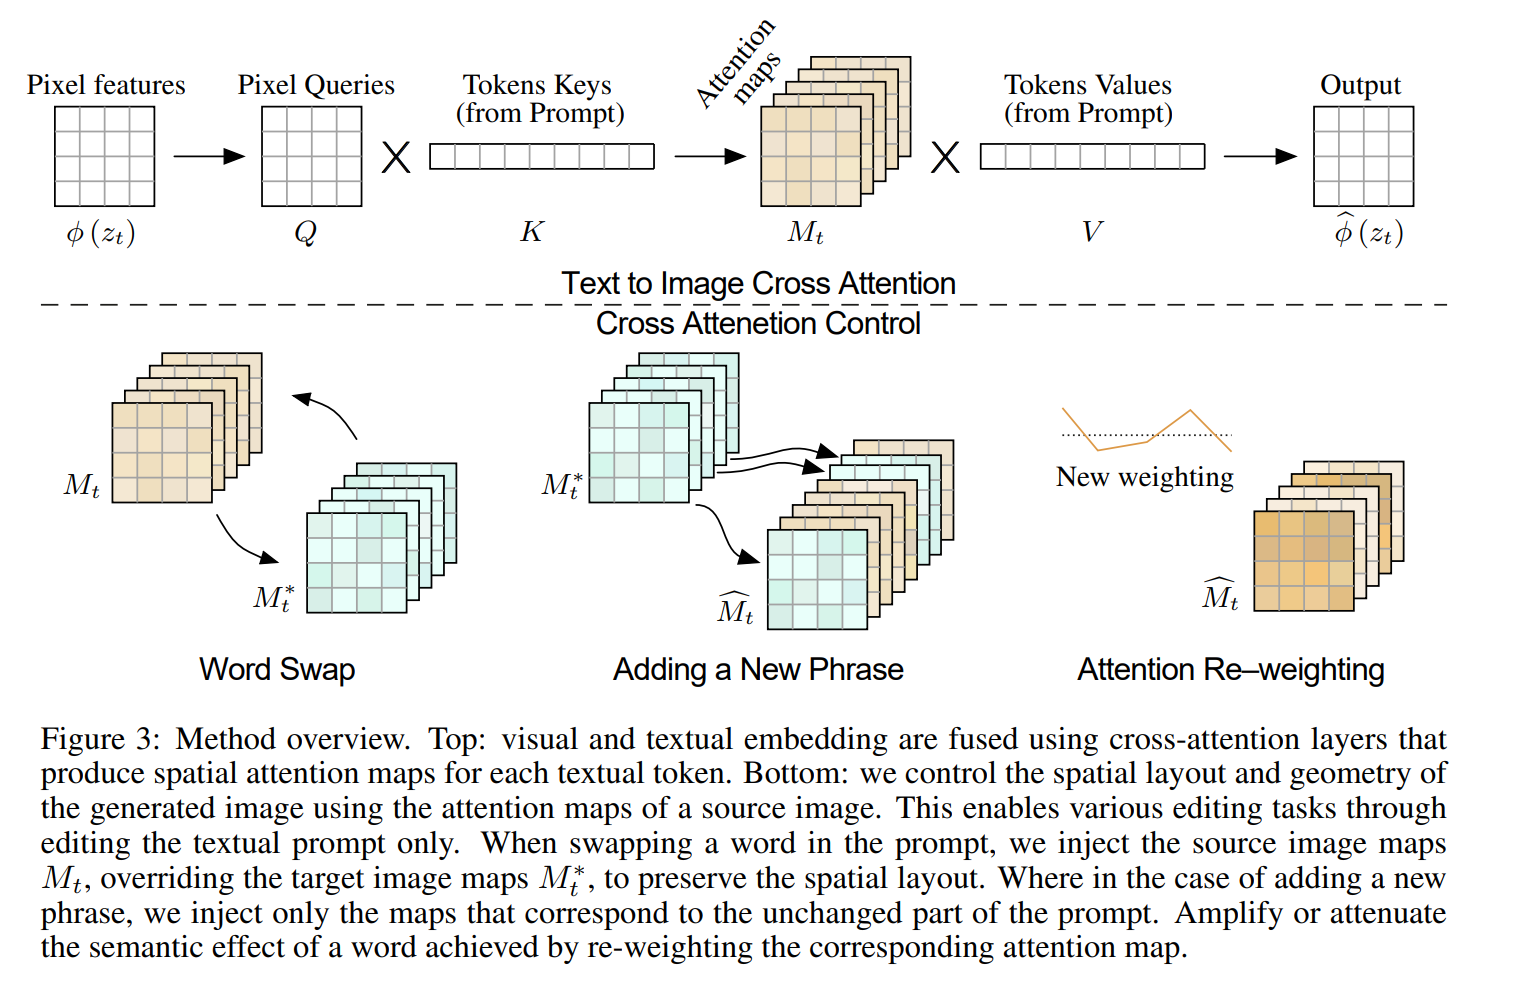 Pixel features
Pixel Queries
Tokens Keys
(from Prompt)
Attention
maps
Tokens Values
(from Prompt)
Output
ϕ (z_t)
Q
K
M_t
V
ϕ̂ (z_t)
Text to Image Cross Attention
Cross Attenetion Control
M_t
M_t^*
M_t^*
M̂_t
New weighting
M̂_t
Word Swap
Adding a New Phrase
Attention Re–weighting
Figure 3: Method overview. Top: visual and textual embedding are fused using cross-attention layers that
produce spatial attention maps for each textual token. Bottom: we control the spatial layout and geometry of
the generated image using the attention maps of a source image. This enables various editing tasks through
editing the textual prompt only. When swapping a word in the prompt, we inject the source image maps
M_t, overriding the target image maps M_t^*, to preserve the spatial layout. Where in the case of adding a new
phrase, we inject only the maps that correspond to the unchanged part of the prompt. Amplify or attenuate
the semantic effect of a word achieved by re-weighting the corresponding attention map.